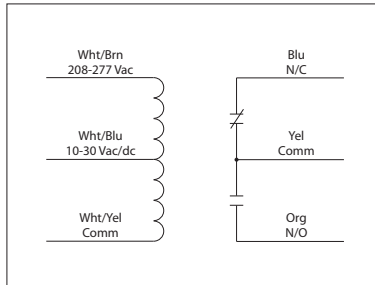 Wht/Brn
208-277 Vac
Wht/Blu
10-30 Vac/dc
Wht/Yel
Comm
Blu
N/C
Yel
Comm
Org
N/O